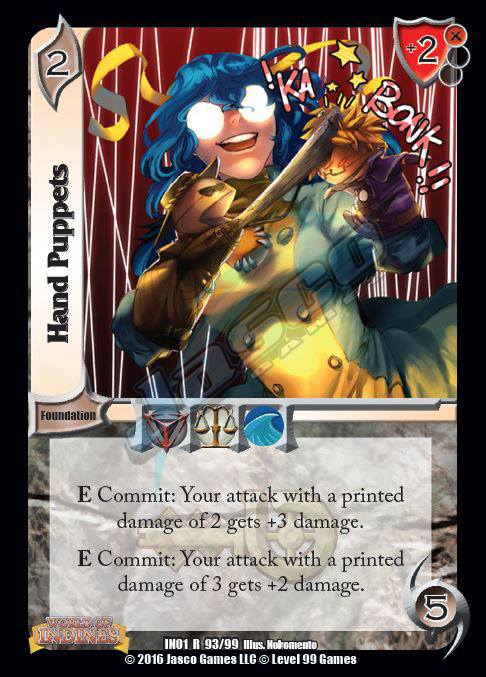 2
+2
KA
BONK!!
Hand Puppets
Foundation
E Commit: Your attack with a printed
damage of 2 gets +3 damage.
E Commit: Your attack with a printed
damage of 3 gets +2 damage.
5
WORLD OF
INDINES
IN01 R 93/99 Illus. Nokomento
© 2016 Jasco Games LLC © Level 99 Games